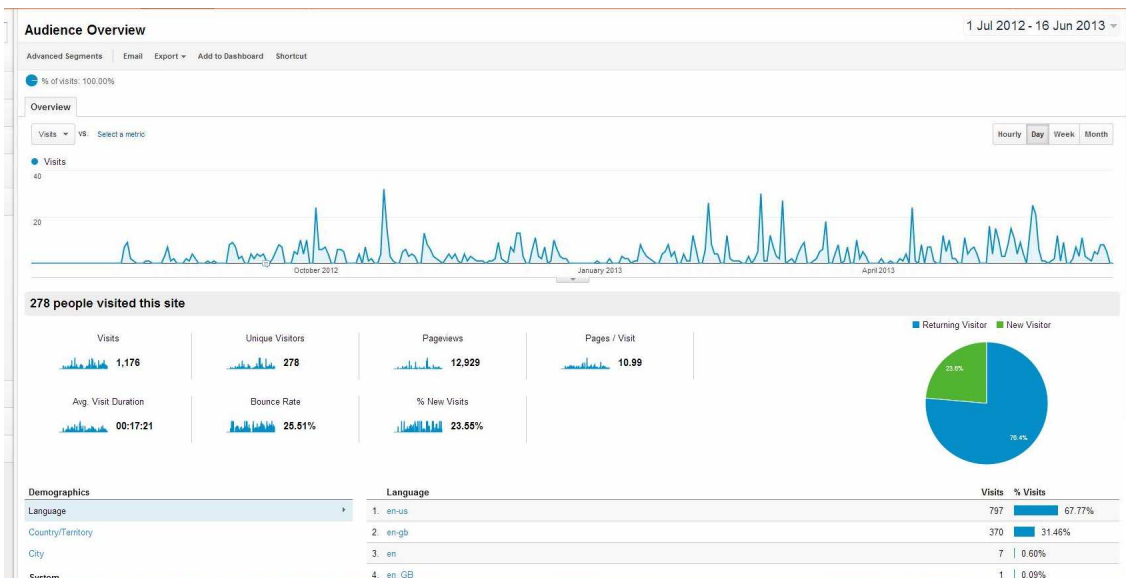 Audience Overview
1 Jul 2012 - 16 Jun 2013
Advanced Segments Email Export Add to Dashboard Shortcut
% of visits: 100.00%
Overview
Visits VS. Select a metric
Hourly Day Week Month
Visits
40
20
October 2012 January 2013 April 2013
278 people visited this site
Returning Visitor New Visitor
Visits Unique Visitors Pageviews Pages / Visit
1,176 278 12,929 10.99
23.6%
Avg. Visit Duration Bounce Rate % New Visits
00:17:21 25.51% 23.55%
76.4%
Demographics Language Visits % Visits
Language 1. en-us 797 67.77%
Country/Territory 2. en-gb 370 31.46%
City 3. en 7 0.60%
System 4. en_GB 1 0.09%